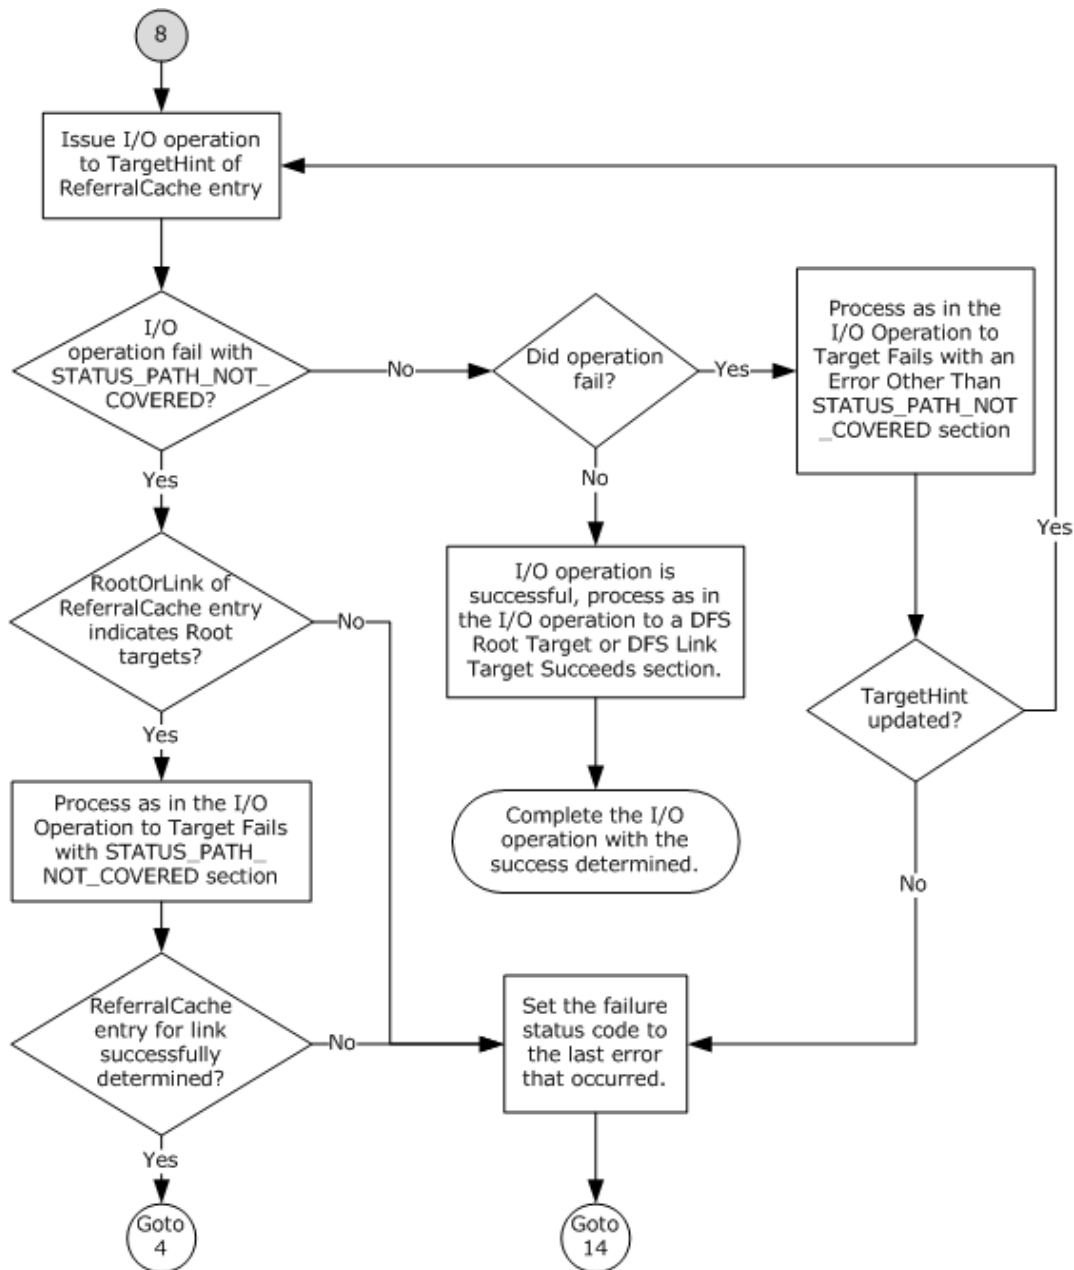 8
Issue I/O operation
to TargetHint of
ReferralCache entry
I/O
operation fail with
STATUS_PATH_NOT_
COVERED?
No
Did operation
fail?
Yes
Process as in the
I/O Operation to
Target Fails with an
Error Other Than
STATUS_PATH_NOT
_COVERED section
Yes
No
Yes
RootOrLink of
ReferralCache entry
indicates Root
targets?
No
I/O operation is
successful, process as in
the I/O operation to a DFS
Root Target or DFS Link
Target Succeeds section.
TargetHint
updated?
Yes
Process as in the I/O
Operation to Target Fails
with STATUS_PATH_
NOT_COVERED section
Complete the I/O
operation with the
success determined.
No
ReferralCache
entry for link
successfully
determined?
No
Set the failure
status code to
the last error
that occurred.
Yes
Goto
4
Goto
14